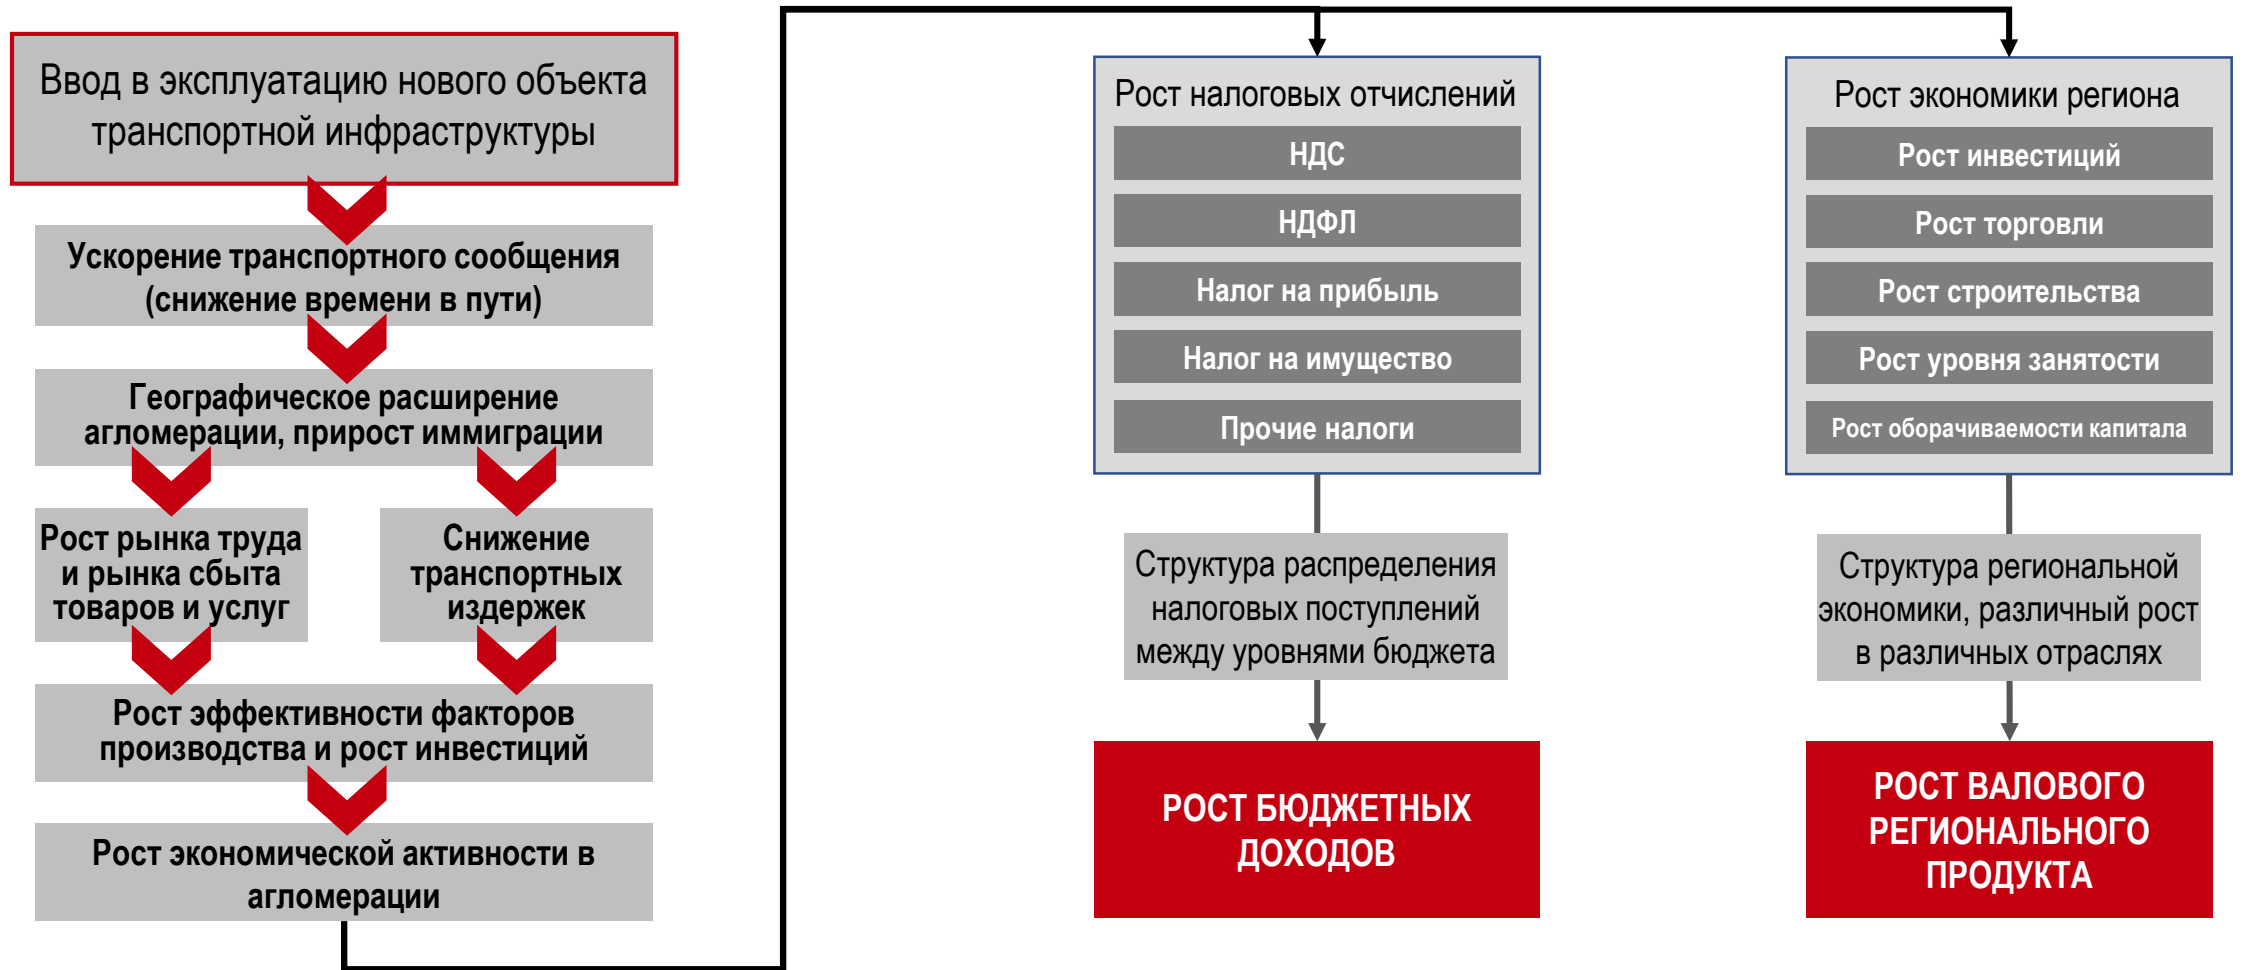 Ввод в эксплуатацию нового объекта
транспортной инфраструктуры
Ускорение транспортного сообщения
(снижение времени в пути)
Географическое расширение
агломерации, прирост иммиграции
Рост рынка труда
и рынка сбыта
товаров и услуг
Снижение
транспортных
издержек
Рост эффективности факторов
производства и рост инвестиций
Рост экономической активности в
агломерации
Рост налоговых отчислений
НДС
НДФЛ
Налог на прибыль
Налог на имущество
Прочие налоги
Структура распределения
налоговых поступлений
между уровнями бюджета
РОСТ БЮДЖЕТНЫХ
ДОХОДОВ
Рост экономики региона
Рост инвестиций
Рост торговли
Рост строительства
Рост уровня занятости
Рост оборачиваемости капитала
Структура региональной
экономики, различный рост
в различных отраслях
РОСТ ВАЛОВОГО
РЕГИОНАЛЬНОГО
ПРОДУКТА